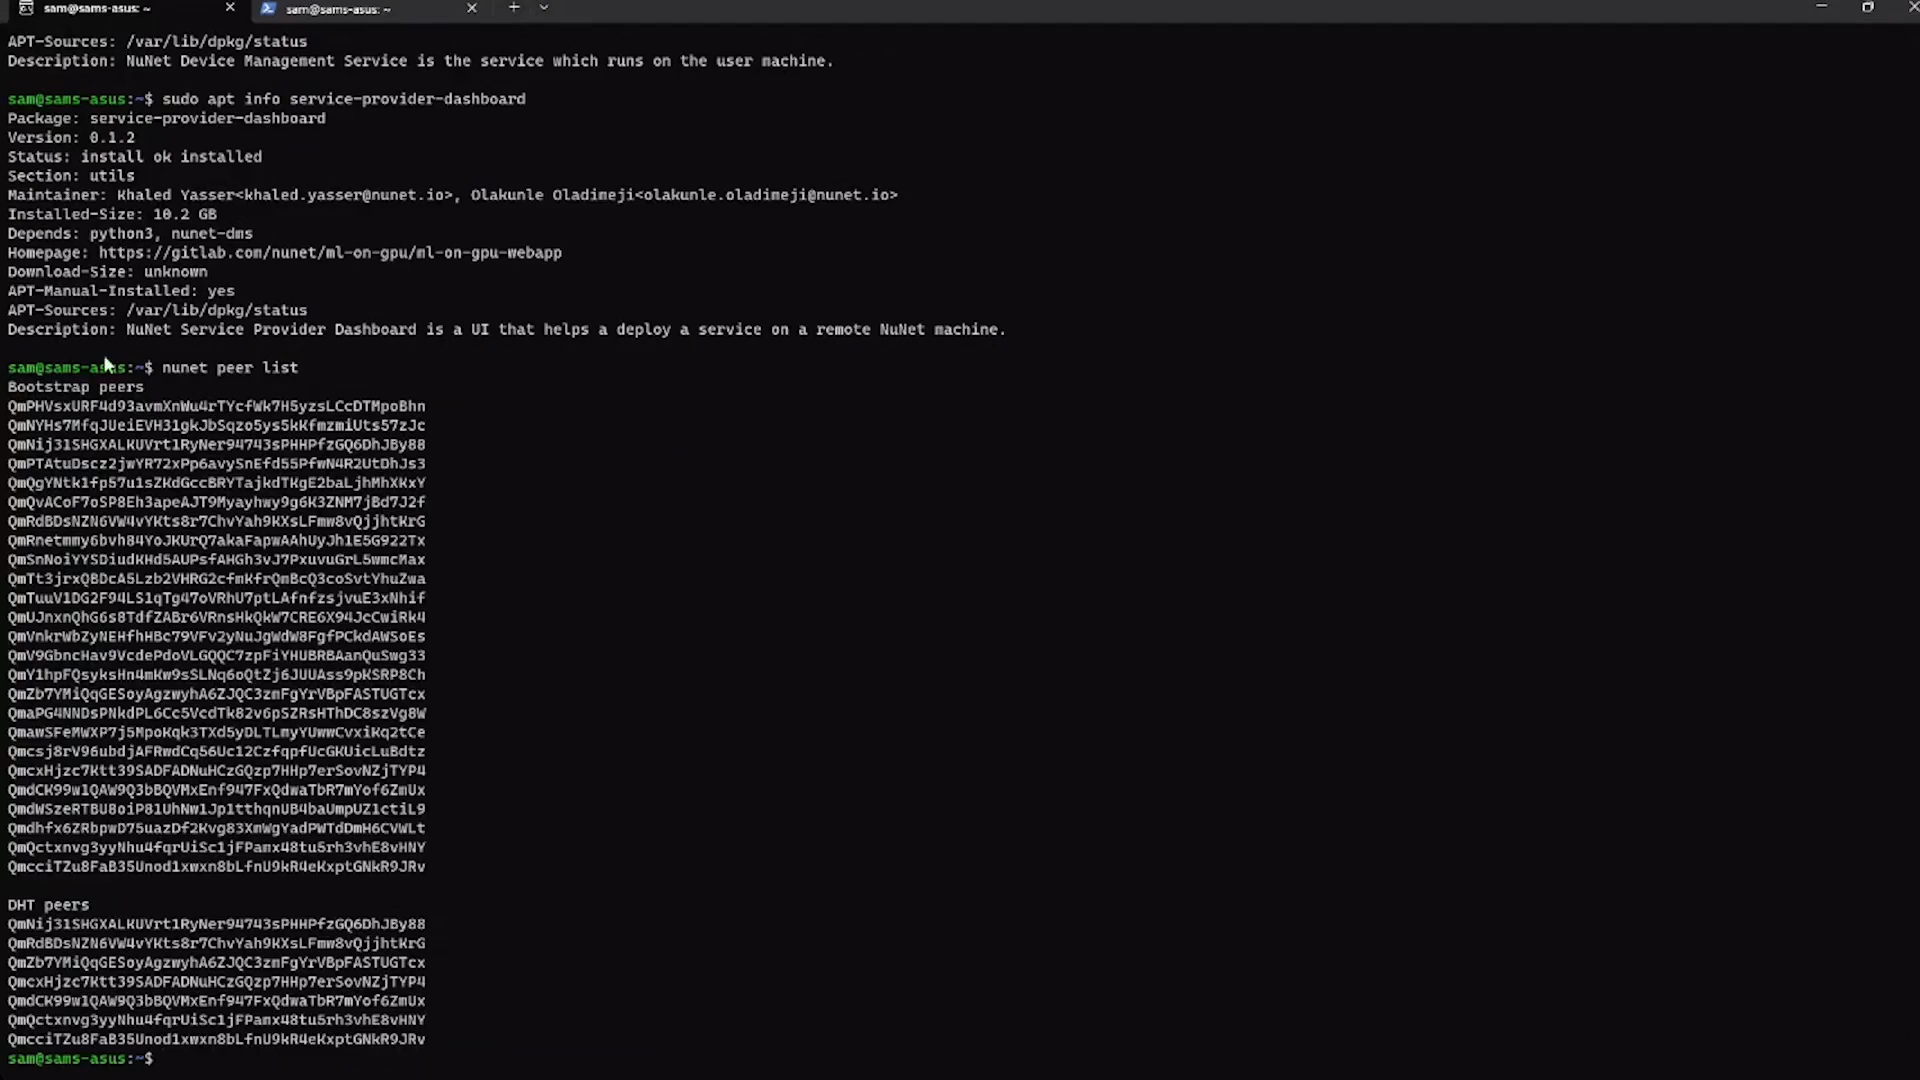 sam@sams-asus: ~
sam@sams-asus: ~
APT-Sources: /var/lib/dpkg/status
Description: NuNet Device Management Service is the service which runs on the user machine.
sam@sams-asus:~$ sudo apt info service-provider-dashboard
Package: service-provider-dashboard
Version: 0.1.2
Status: install ok installed
Section: utils
Maintainer: Khaled Yasser<khaled.yasser@nunet.io>, Olakunle Oladimeji<olakunle.oladimeji@nunet.io>
Installed-Size: 10.2 GB
Depends: python3, nunet-dms
Homepage: https://gitlab.com/nunet/ml-on-gpu/ml-on-gpu-webapp
Download-Size: unknown
APT-Manual-Installed: yes
APT-Sources: /var/lib/dpkg/status
Description: NuNet Service Provider Dashboard is a UI that helps a deploy a service on a remote NuNet machine.
sam@sams-asus:~$ nunet peer list
Bootstrap peers
QmPHVsxURF4d93avmXnWu4rTYcfWk7H5yzsLCcDTMpoBhn
QmNYHs7MfqJUeiEVH31gkJbSqzo5ys5kKfmzmiUts57zJc
QmNij31SHGXALKUVrt1RyNer94743sPHHPfzGQ6DhJBy88
QmPTAtuDscz2jwYR72xPp6avySnEfd55PfwN4R2UtDhJs3
QmQgYNtk1fp57u1sZKdGccBRYTajkdTKgE2baLjhMhXKxY
QmQvACoF7oSP8Eh3apeAJT9Myayhwy9g6K3ZNM7jBd7J2f
QmRdBDsNZN6VW4vYKts8r7ChvYah9KXsLFmw8vQjjhtKrG
QmRnetmmy6bvh84YoJKUrQ7akaFapwAAhUyJh1E5G922Tx
QmSnNoiYYSDiudKHd5AUPsfAHGh3vJ7PxuvuGrL5wmcMax
QmTt3jrxQBDcA5Lzb2VHRG2cfmKfrQmBcQ3coSvtYhuZwa
QmTuuV1DG2F94LS1qTg47oVRhU7ptLAfnfzsjvuE3xNhif
QmUJnxnQhG6s8TdfZABr6VRnsHkQkW7CRE6X94JcCwiRk4
QmVnkrWbZyNEHfhHBc79VFv2yNuJgWdW8FgfPCkdAWSoEs
QmV9GbncHav9VcdePdoVLGQQC7zpFiYHUBRBAanQuSwg33
QmY1hpFQsyksHn4mKw9sSLNq6oQtZj6JUUAss9pKSRP8Ch
QmZb7YMiQqGESoyAgzwyhA6ZJQC3zmFgYrVBpFASTUGTcx
QmaPG4NNDsPNkdPL6Cc5VcdTk82v6pSZRsHThDC8szVg8W
QmawSFeMWXP7j5MpoKqk3TXd5yDLTLmyYUwwCvxiKq2tCe
Qmcsj8rV96ubdjAFRwdCq56Uc12CzfqpfUcGKUicLuBdtz
QmcxHjzc7Ktt39SADFADNuHCzGQzp7HHp7erSovNZjTYP4
QmdCK99w1QAW9Q3bBQVMxEnf947FxQdwaTbR7mYof6ZmUx
QmdWSzeRTBU8oiP81UhNw1Jp1tthqnUB4baUmpUZ1ctiL9
Qmdhfx6ZRbpwD75uazDf2Kvg83XmWgYadPWTdDmH6CVWLt
QmQctxnvg3yyNhu4fqrUiSc1jFPamx48tu5rh3vhE8vHNY
QmcciTZu8FaB35Unod1xwxn8bLfnU9kR4eKxptGNkR9JRv
DHT peers
QmNij31SHGXALKUVrt1RyNer94743sPHHPfzGQ6DhJBy88
QmRdBDsNZN6VW4vYKts8r7ChvYah9KXsLFmw8vQjjhtKrG
QmZb7YMiQqGESoyAgzwyhA6ZJQC3zmFgYrVBpFASTUGTcx
QmcxHjzc7Ktt39SADFADNuHCzGQzp7HHp7erSovNZjTYP4
QmdCK99w1QAW9Q3bBQVMxEnf947FxQdwaTbR7mYof6ZmUx
QmQctxnvg3yyNhu4fqrUiSc1jFPamx48tu5rh3vhE8vHNY
QmcciTZu8FaB35Unod1xwxn8bLfnU9kR4eKxptGNkR9JRv
sam@sams-asus:~$